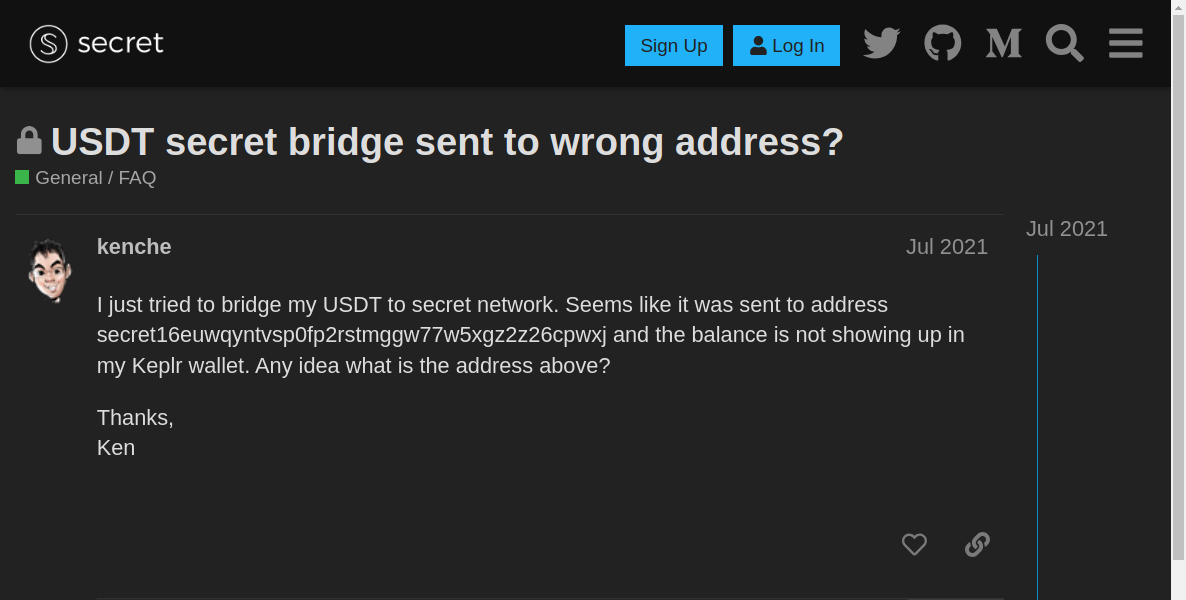 secret
Sign Up
Log In
USDT secret bridge sent to wrong address?
General / FAQ
Jul 2021
kenche
Jul 2021
I just tried to bridge my USDT to secret network. Seems like it was sent to address
secret16euwqyntvsp0fp2rstmggw77w5xgz2z26cpwxj and the balance is not showing up in
my Keplr wallet. Any idea what is the address above?
Thanks,
Ken